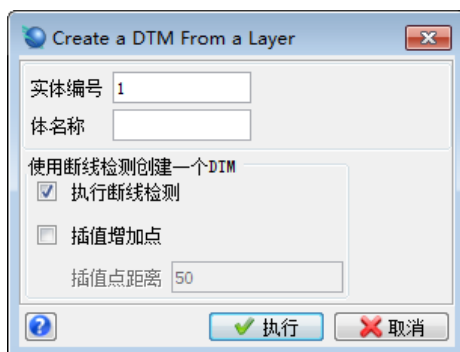 Create a DTM From a Layer
实体编号 1
体名称
使用断线检测创建一个DTM
执行断线检测
插值增加点
插值点距离 50
执行 取消